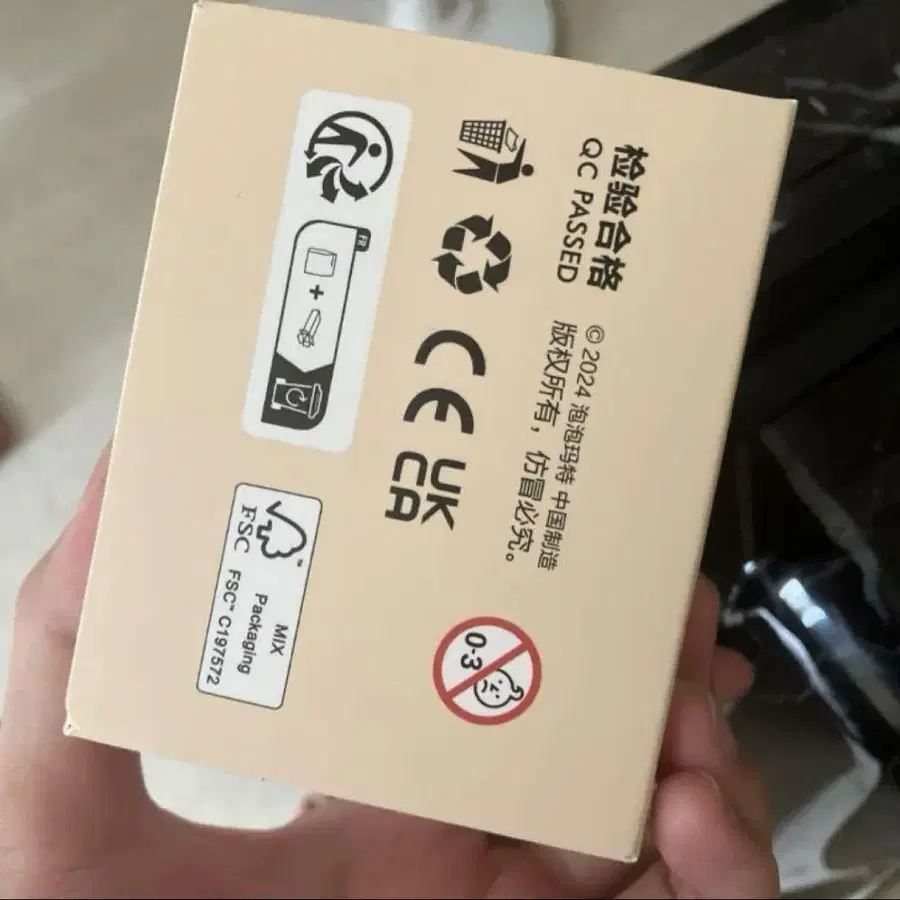 检验合格
QC PASSED
© 2024 泡泡玛特 中国制造
版权所有，仿冒必究。
CE
UK
CA
0-3
FR
+
FSC
MIX
Packaging
FSC™ C197572